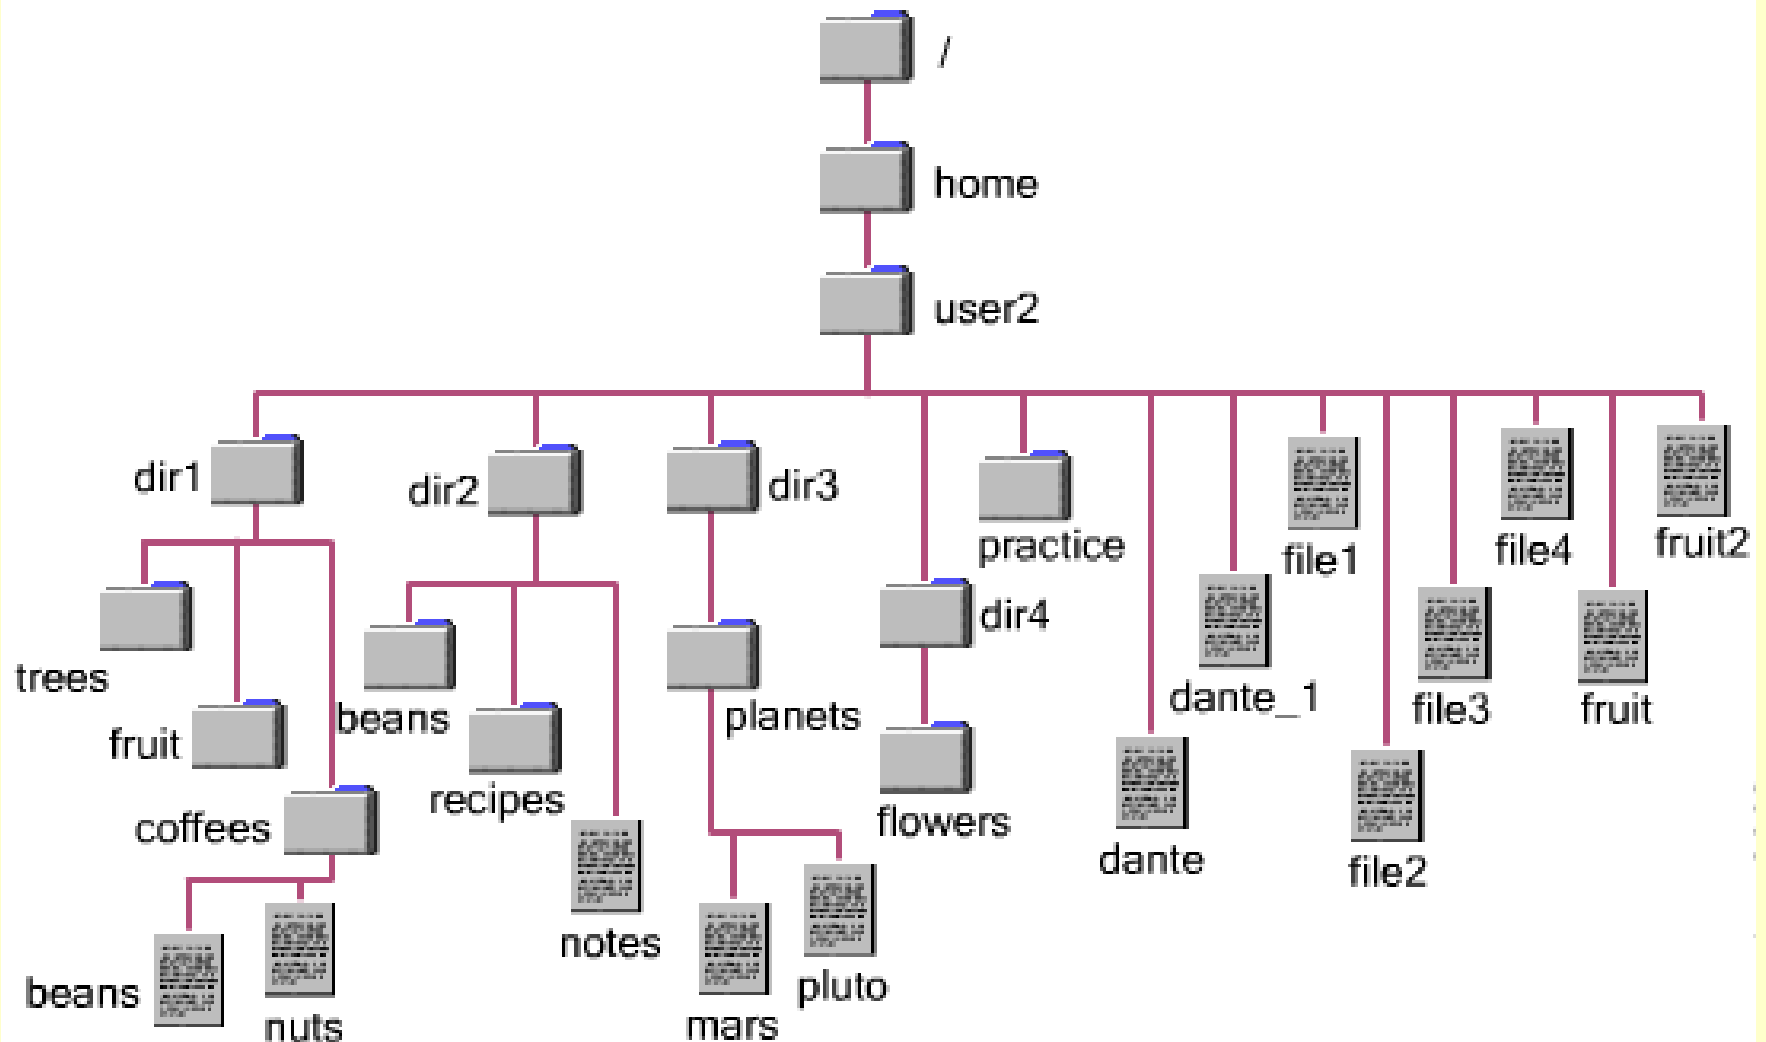 /
home
user2
dir1
dir2
dir3
practice
file1
file4
fruit2
dir4
trees
beans
planets
dante_1
file3
fruit
fruit
recipes
coffees
flowers
dante
file2
notes
beans
nuts
mars
pluto